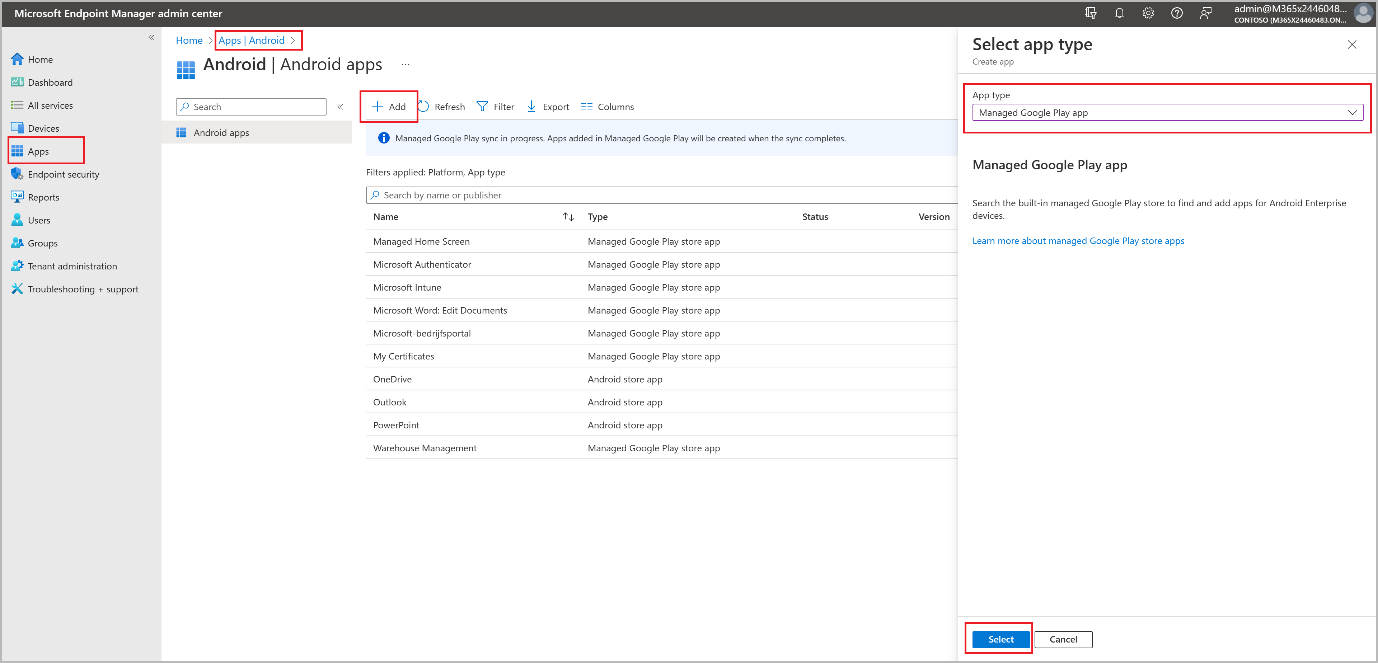 Microsoft Endpoint Manager admin center
admin@M365x2446048...
CONTOSO (M365X24460483.ON...
Home
Dashboard
All services
Devices
Apps
Endpoint security
Reports
Users
Groups
Tenant administration
Troubleshooting + support
Home > Apps | Android >
Android | Android apps ...
Search
Android apps
Add Refresh Filter Export Columns
Managed Google Play sync in progress. Apps added in Managed Google Play will be created when the sync completes.
Filters applied: Platform, App type
Search by name or publisher
Name Type Status Version
Managed Home Screen Managed Google Play store app
Microsoft Authenticator Managed Google Play store app
Microsoft Intune Managed Google Play store app
Microsoft Word: Edit Documents Managed Google Play store app
Microsoft-bedrijfsportal Managed Google Play store app
My Certificates Managed Google Play store app
OneDrive Android store app
Outlook Android store app
PowerPoint Android store app
Warehouse Management Managed Google Play store app
Select app type
Create app
App type
Managed Google Play app
Managed Google Play app
Search the built-in managed Google Play store to find and add apps for Android Enterprise
devices.
Learn more about managed Google Play store apps
Select Cancel